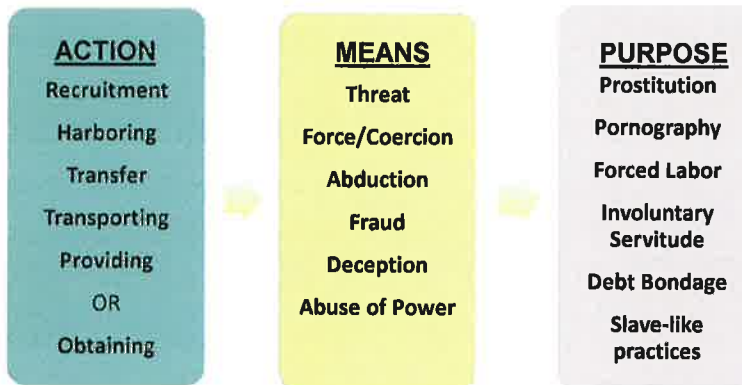 ACTION
Recruitment
Harboring
Transfer
Transporting
Providing
OR
Obtaining
MEANS
Threat
Force/Coercion
Abduction
Fraud
Deception
Abuse of Power
PURPOSE
Prostitution
Pornography
Forced Labor
Involuntary
Servitude
Debt Bondage
Slave-like
practices